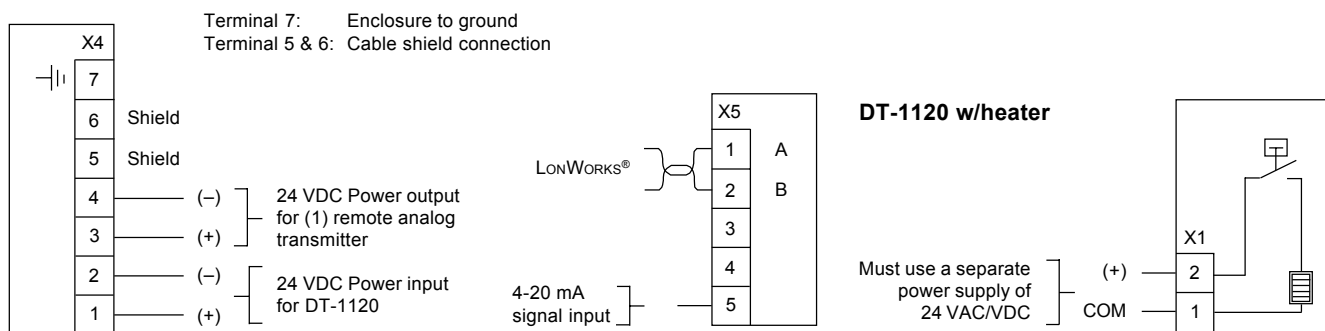 Terminal 7: Enclosure to ground
Terminal 5 & 6: Cable shield connection
X4
7
6 Shield
5 Shield
4 (–)
3 (+)
24 VDC Power output
for (1) remote analog
transmitter
2 (–)
1 (+)
24 VDC Power input
for DT-1120
X5
LONWORKS®
1 A
2 B
3
4
5
4-20 mA
signal input
DT-1120 w/heater
X1
Must use a separate
power supply of
24 VAC/VDC
(+) 2
COM 1